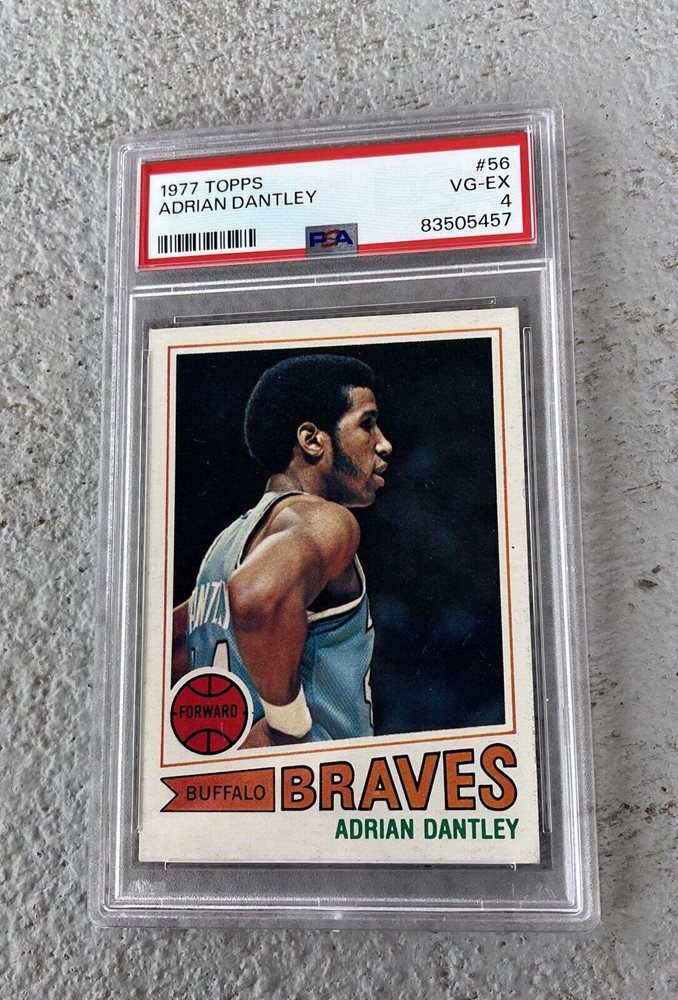 1977 TOPPS
ADRIAN DANTLEY
#56
VG-EX
4
83505457
PSA
FORWARD
BUFFALO
BRAVES
ADRIAN DANTLEY